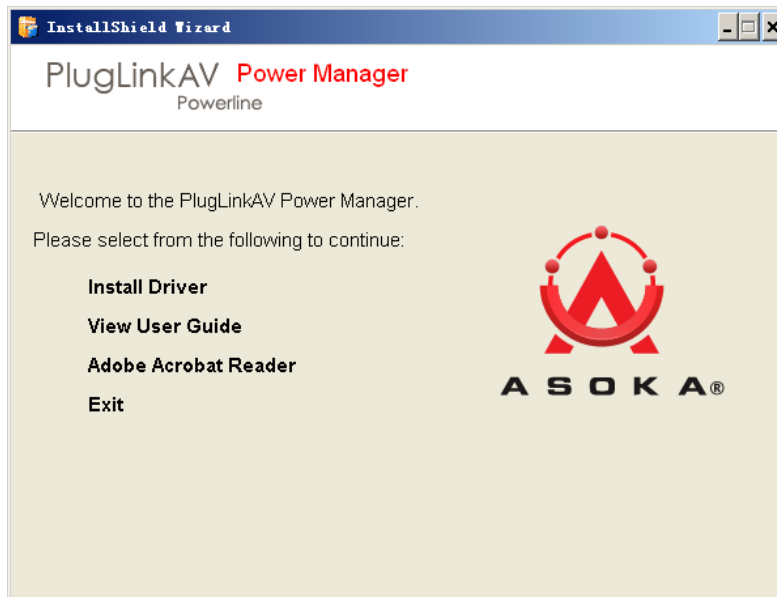 InstallShield Wizard
PlugLinkAV Power Manager
Powerline
Welcome to the PlugLinkAV Power Manager.
Please select from the following to continue:
Install Driver
View User Guide
Adobe Acrobat Reader
Exit
ASOKA®